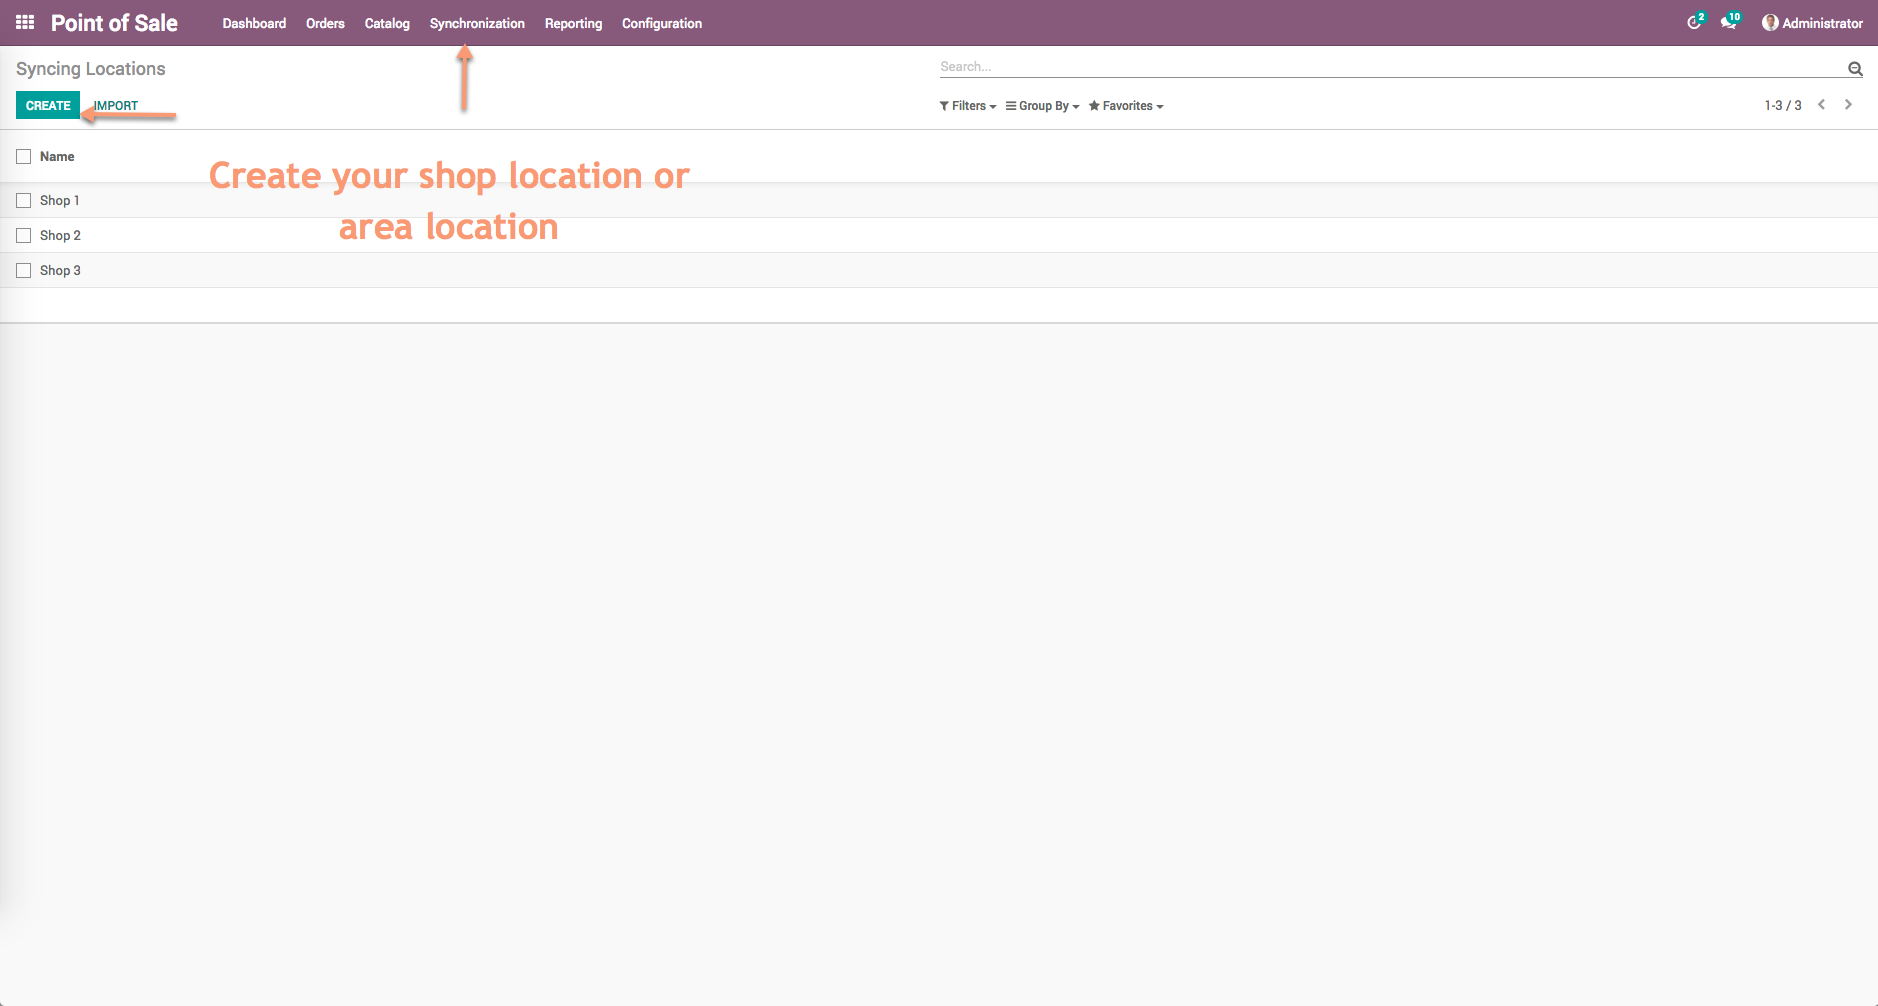 Point of Sale Dashboard Orders Catalog Synchronization Reporting Configuration 2 10 Administrator
Syncing Locations Search...
CREATE IMPORT Filters Group By Favorites 1-3 / 3
Name
Create your shop location or
area location
Shop 1
Shop 2
Shop 3